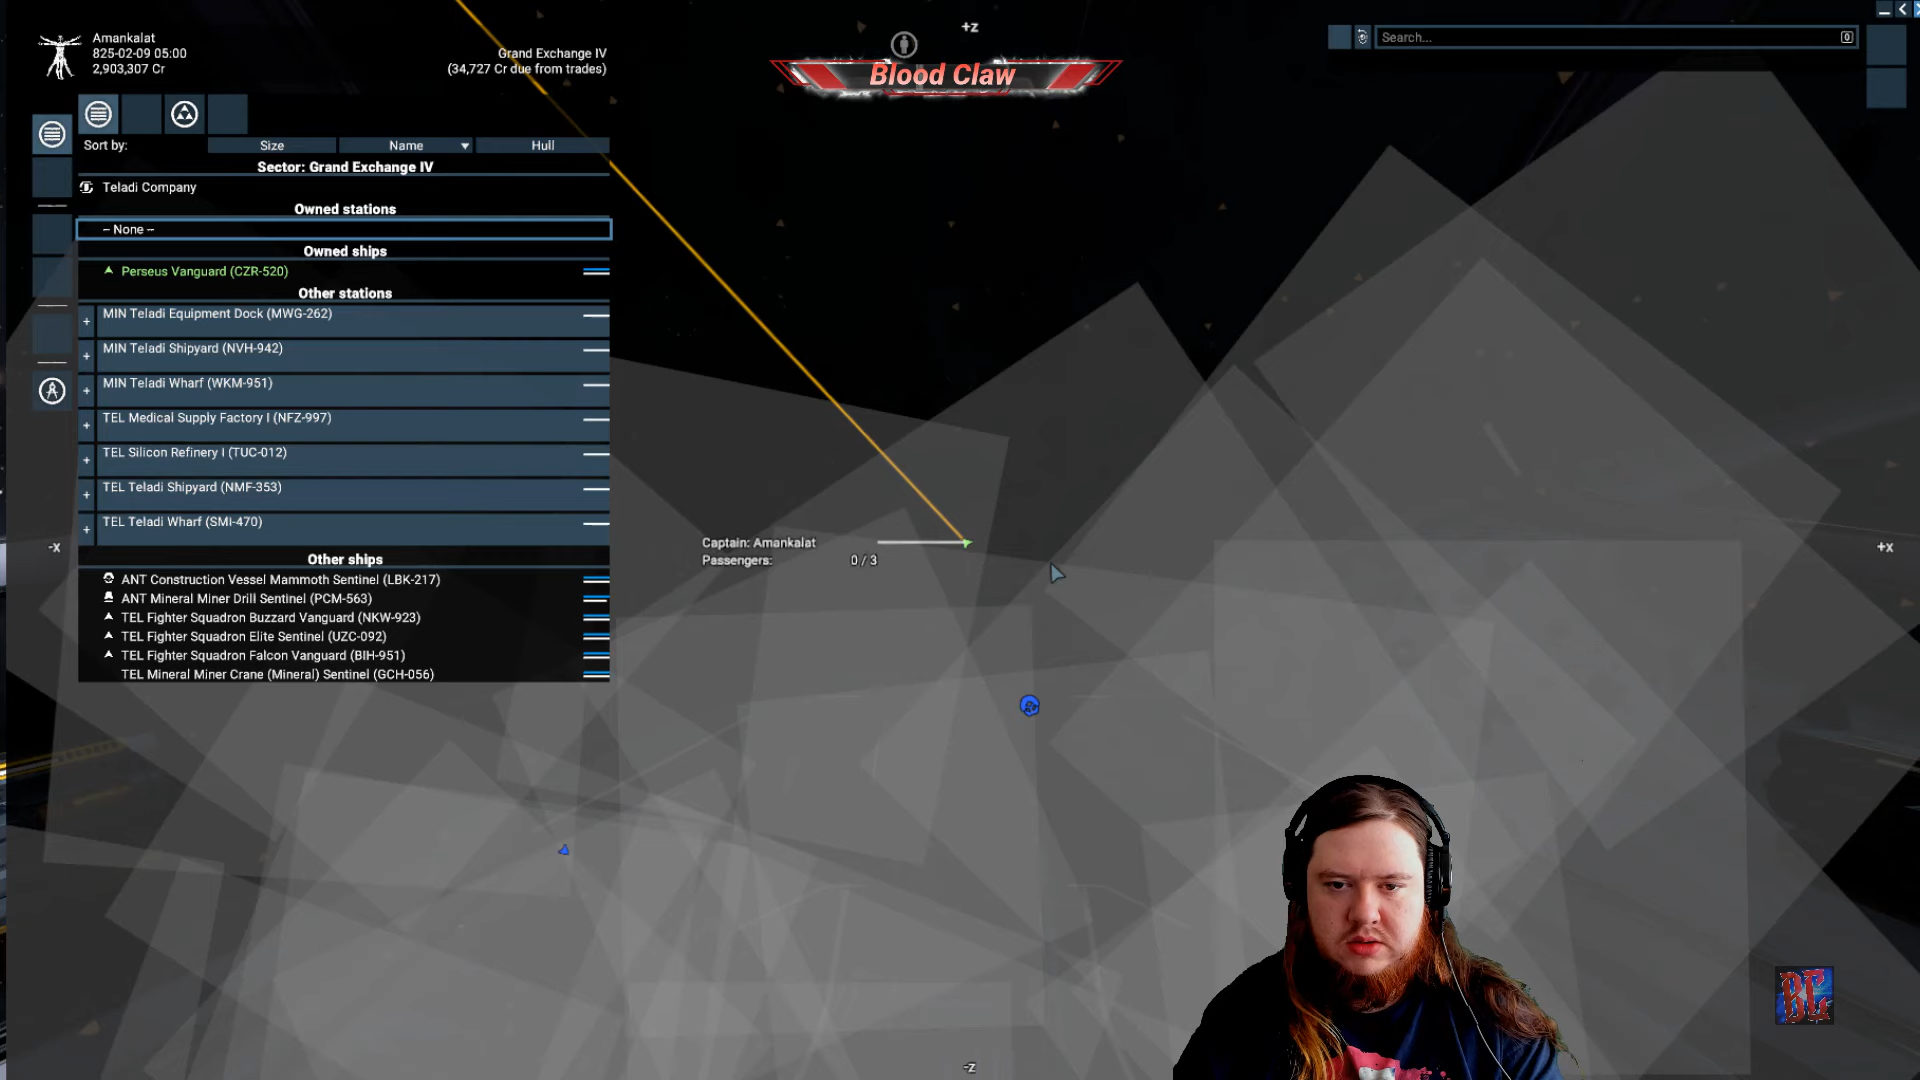 Amankalat
825-02-09 05:00
2,903,307 Cr
Grand Exchange IV
(34,727 Cr due from trades)
+z
Blood Claw
Search...
0
Sort by:
Size
Name
Hull
Sector: Grand Exchange IV
Teladi Company
Owned stations
-- None --
Owned ships
Perseus Vanguard (CZR-520)
Other stations
+ MIN Teladi Equipment Dock (MWG-262)
+ MIN Teladi Shipyard (NVH-942)
+ MIN Teladi Wharf (WKM-951)
+ TEL Medical Supply Factory I (NFZ-997)
+ TEL Silicon Refinery I (TUC-012)
+ TEL Teladi Shipyard (NMF-353)
+ TEL Teladi Wharf (SMI-470)
Other ships
ANT Construction Vessel Mammoth Sentinel (LBK-217)
ANT Mineral Miner Drill Sentinel (PCM-563)
TEL Fighter Squadron Buzzard Vanguard (NKW-923)
TEL Fighter Squadron Elite Sentinel (UZC-092)
TEL Fighter Squadron Falcon Vanguard (BIH-951)
TEL Mineral Miner Crane (Mineral) Sentinel (GCH-056)
-x
Captain: Amankalat
Passengers: 0 / 3
+x
BC
-z